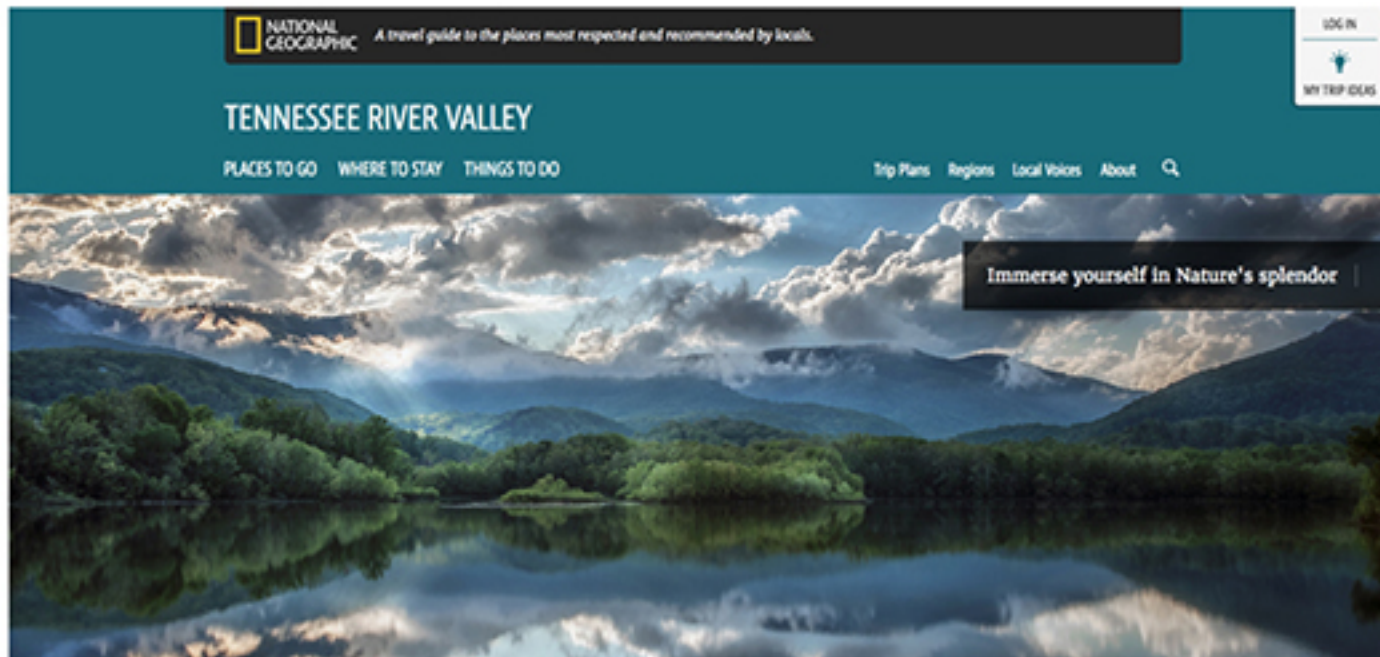 NATIONAL
GEOGRAPHIC
A travel guide to the places most respected and recommended by locals.
LOG IN
MY TRIP IDEAS
TENNESSEE RIVER VALLEY
PLACES TO GO WHERE TO STAY THINGS TO DO
Trip Plans Regions Local Voices About
Immerse yourself in Nature's splendor